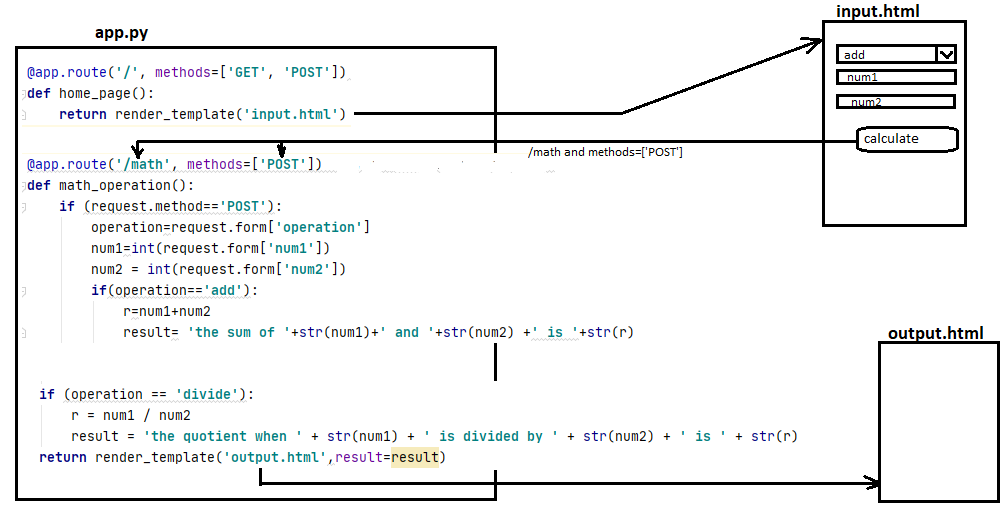 app.py
@app.route('/', methods=['GET', 'POST'])
def home_page():
    return render_template('input.html')
@app.route('/math', methods=['POST'])
def math_operation():
    if (request.method=='POST'):
        operation=request.form['operation']
        num1=int(request.form['num1'])
        num2 = int(request.form['num2'])
        if(operation=='add'):
            r=num1+num2
            result= 'the sum of '+str(num1)+' and '+str(num2) +' is '+str(r)
if (operation == 'divide'):
    r = num1 / num2
    result = 'the quotient when ' + str(num1) + ' is divided by ' + str(num2) + ' is ' + str(r)
return render_template('output.html',result=result)
/math and methods=['POST']
input.html
add
num1
num2
calculate
output.html